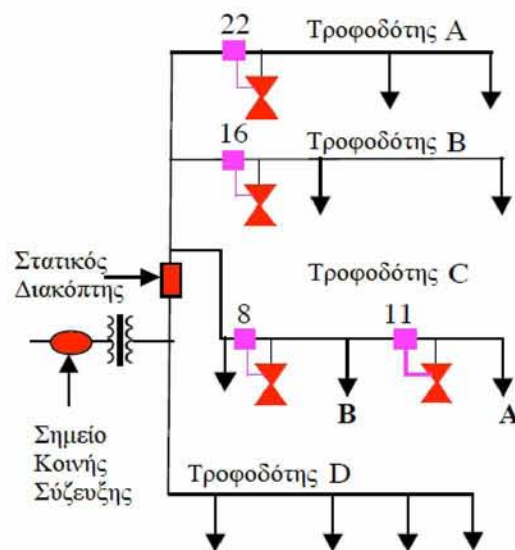 22
Τροφοδότης A
16
Τροφοδότης B
Στατικός
Διακόπτης
Τροφοδότης C
8
11
B
A
Σημείο
Κοινής
Σύζευξης
Τροφοδότης D